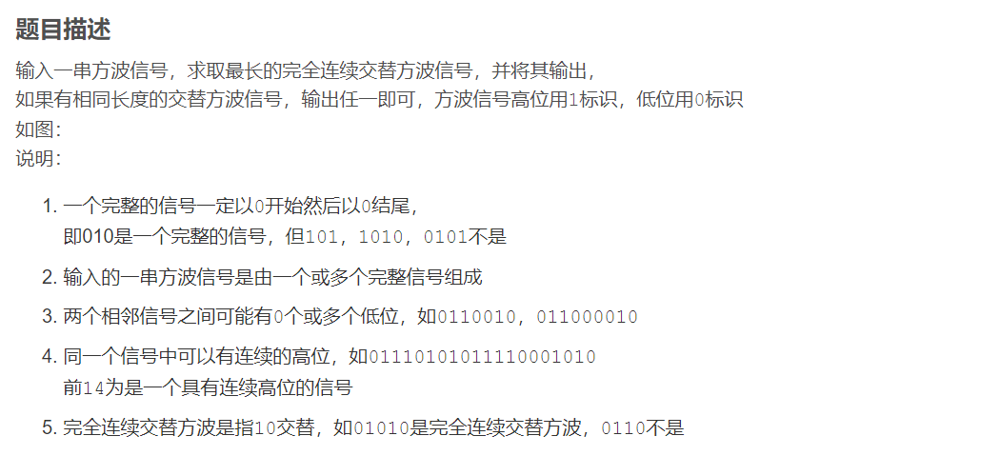 题目描述
输入一串方波信号，求取最长的完全连续交替方波信号，并将其输出，
如果有相同长度的交替方波信号，输出任一即可，方波信号高位用1标识，低位用0标识
如图：
说明：
1. 一个完整的信号一定以0开始然后以0结尾，
即010是一个完整的信号，但101，1010，0101不是
2. 输入的一串方波信号是由一个或多个完整信号组成
3. 两个相邻信号之间可能有0个或多个低位，如0110010，011000010
4. 同一个信号中可以有连续的高位，如01110101011110001010
前14为是一个具有连续高位的信号
5. 完全连续交替方波是指10交替，如01010是完全连续交替方波，0110不是